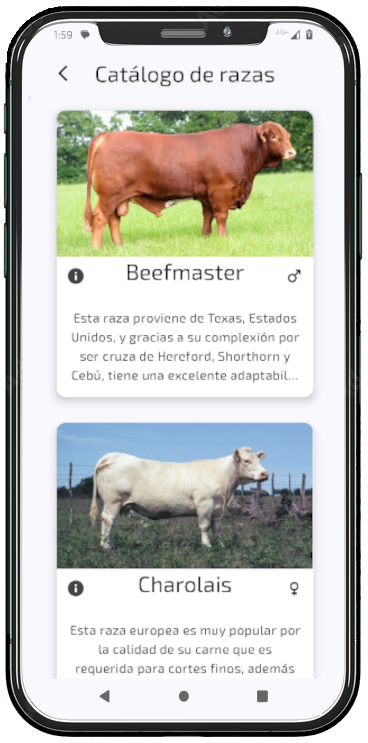 1:59
4G
Catálogo de razas
Beefmaster
Esta raza proviene de Texas, Estados
Unidos, y gracias a su complexión por
ser cruza de Hereford, Shorthorn y
Cebú, tiene una excelente adaptabil...
Charolais
Esta raza europea es muy popular por
la calidad de su carne que es
requerida para cortes finos, además